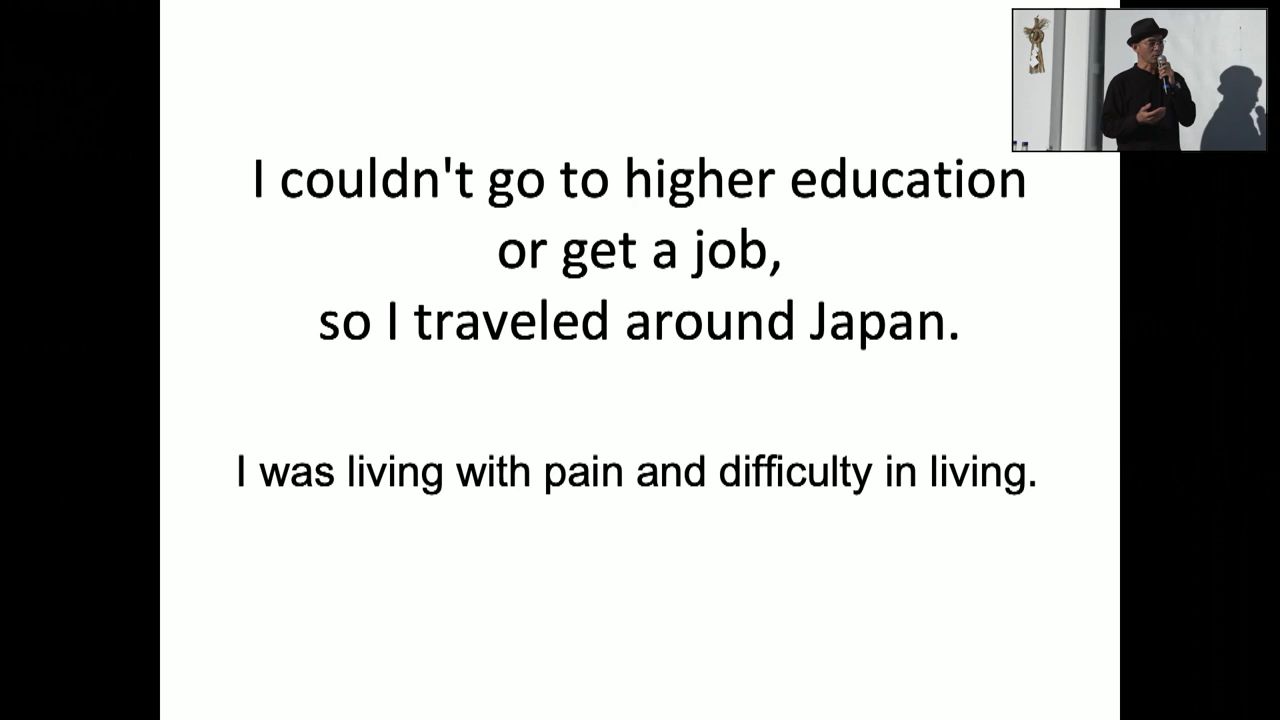 I couldn't go to higher education
or get a job,
so I traveled around Japan.
I was living with pain and difficulty in living.